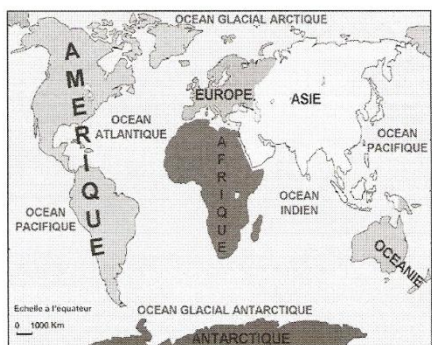 OCEAN GLACIAL ARCTIQUE
AMERIQUE
EUROPE
ASIE
OCEAN
ATLANTIQUE
OCEAN
PACIFIQUE
AFRIQUE
OCEAN
PACIFIQUE
OCEAN
INDIEN
OCEANIE
Echelle a l'equateur
0 1000 Km
OCEAN GLACIAL ANTARCTIQUE
ANTARCTIQUE